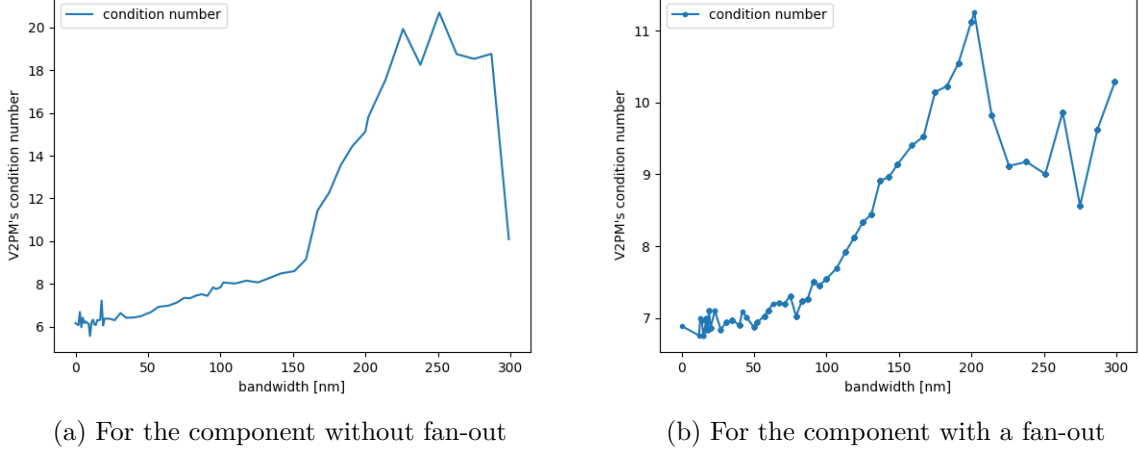 condition number
20
18
16
14
12
10
8
6
V2PM's condition number
0 50 100 150 200 250 300
bandwidth [nm]
(a) For the component without fan-out
condition number
11
10
9
8
7
V2PM's condition number
0 50 100 150 200 250 300
bandwidth [nm]
(b) For the component with a fan-out